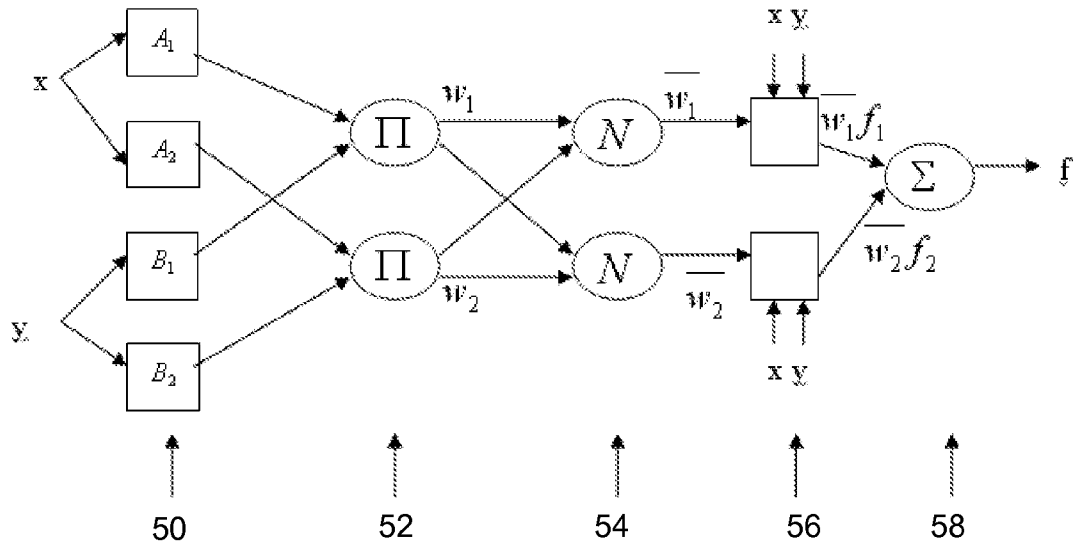 x y
A₁
x
w₁
w̅₁
Π
N
w̅₁f₁
A₂
Σ
f
B₁
Π
N
w̅₂f₂
w₂
w̅₂
y
B₂
x y
50
52
54
56
58